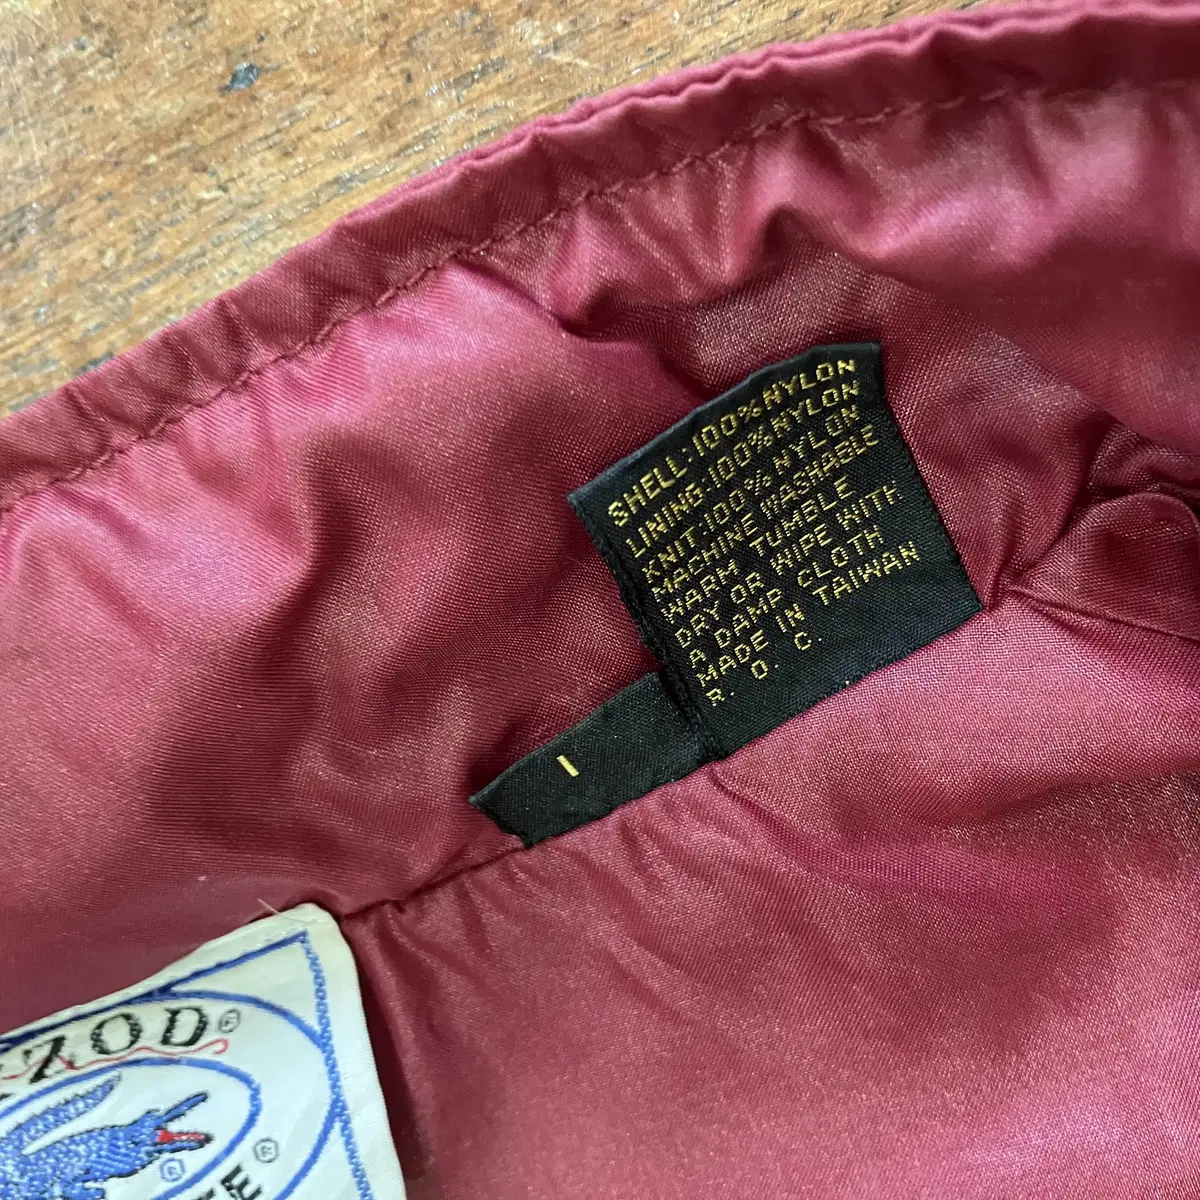 SHELL:100%NYLON
LINING:100%NYLON
KNIT:100% NYLON
MACHINE WASHABLE
WARM TUMBLE
DRY OR WIPE WITH
A DAMP CLOTH
MADE IN TAIWAN
R. O. C.
I
ZOD®
®
TE®